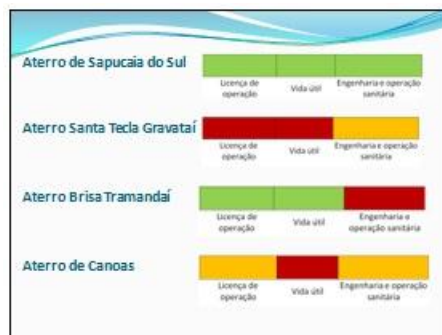 Aterro de Sapucaia do Sul
Licença de operação
Vida útil
Engenharia e operação sanitária
Aterro Santa Tecla Gravataí
Licença de operação
Vida útil
Engenharia e operação sanitária
Aterro Brisa Tramandaí
Licença de operação
Vida útil
Engenharia e operação sanitária
Aterro de Canoas
Licença de operação
Vida útil
Engenharia e operação sanitária